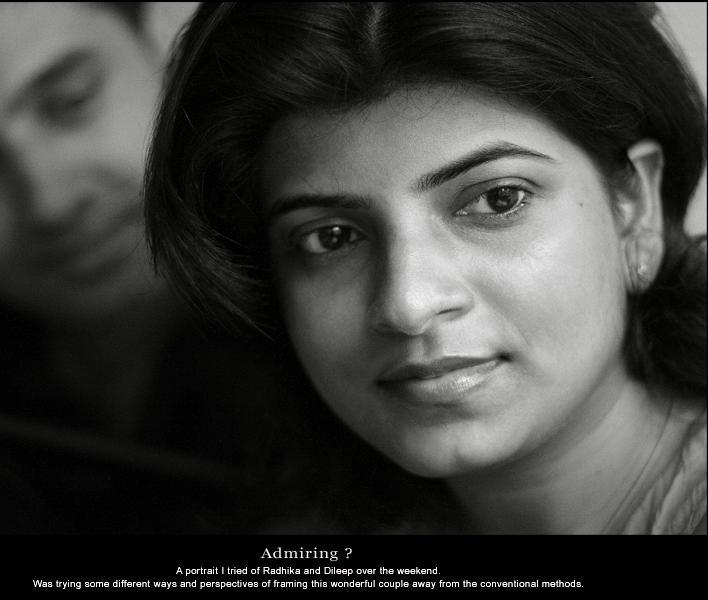 Admiring ?
A portrait I tried of Radhika and Dileep over the weekend.
Was trying some different ways and perspectives of framing this wonderful couple away from the conventional methods.